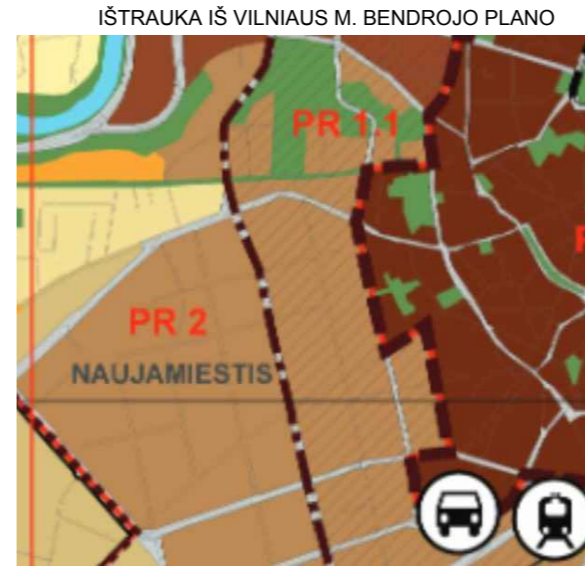 IŠTRAUKA IŠ VILNIAUS M. BENDROJO PLANO
PR 1.1
PR 2
NAUJAMIESTIS